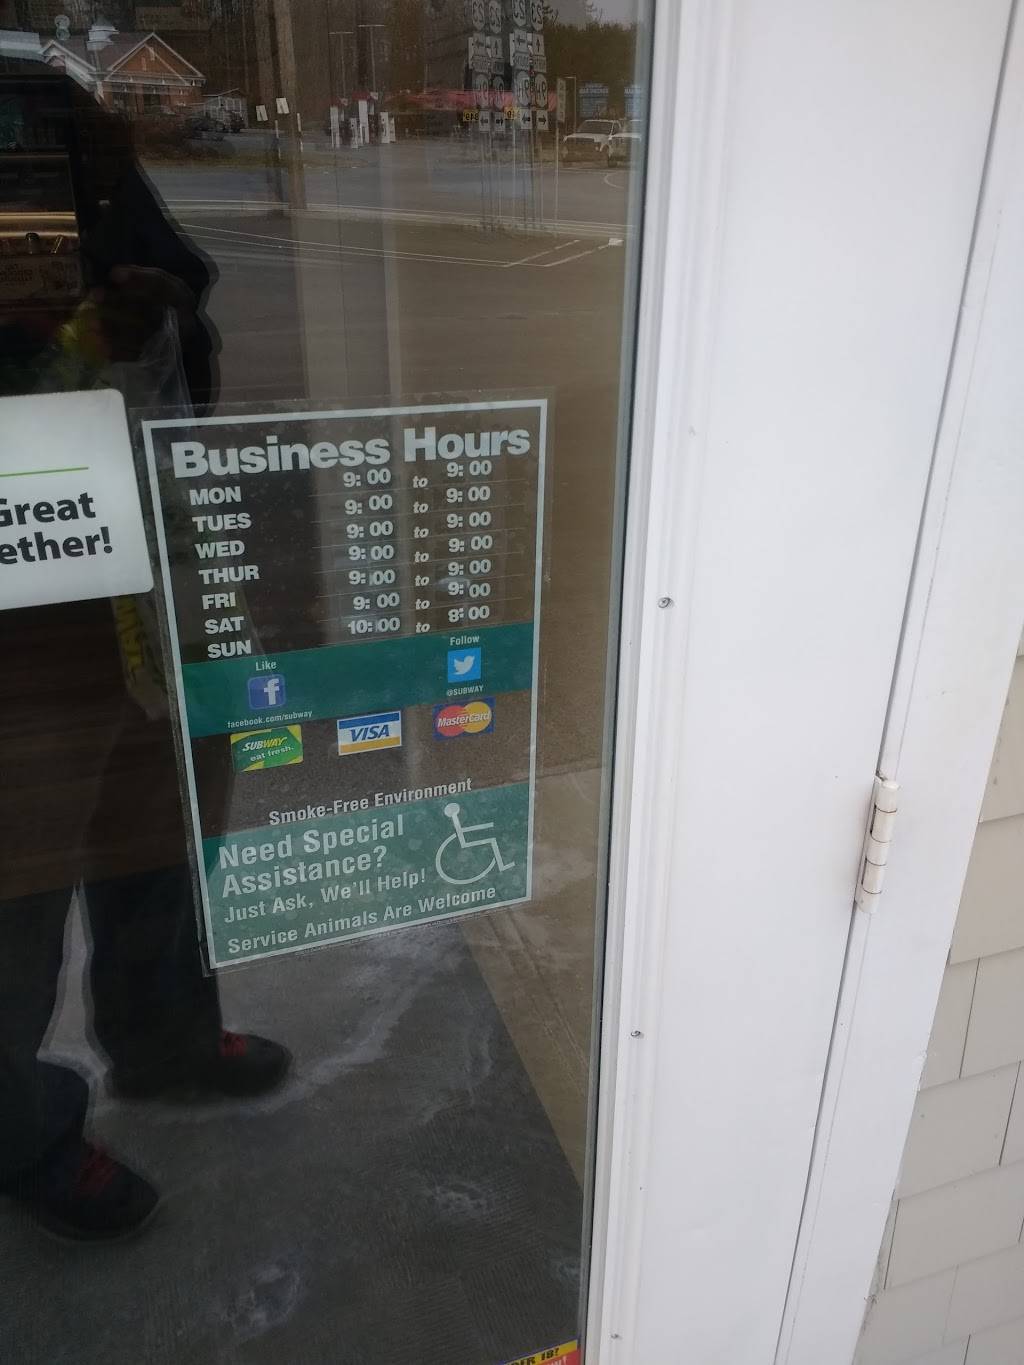 Great
ether!
Business Hours
MON 9:00 to 9:00
TUES 9:00 to 9:00
WED 9:00 to 9:00
THUR 9:00 to 9:00
FRI 9:00 to 9:00
SAT 9:00 to 9:00
SUN 10:00 to 8:00
Like
Follow
f
facebook.com/subway
@SUBWAY
SUBWAY
eat fresh.
VISA
MasterCard
Smoke-Free Environment
Need Special
Assistance?
Just Ask, We'll Help!
Service Animals Are Welcome
18?